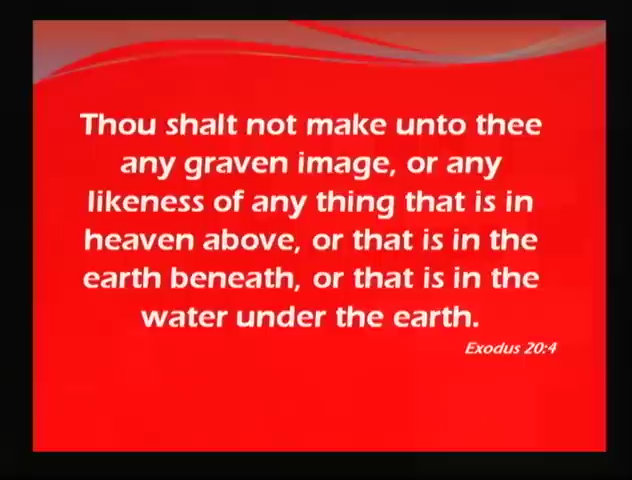 Thou shalt not make unto thee
any graven image, or any
likeness of any thing that is in
heaven above, or that is in the
earth beneath, or that is in the
water under the earth.
Exodus 20:4